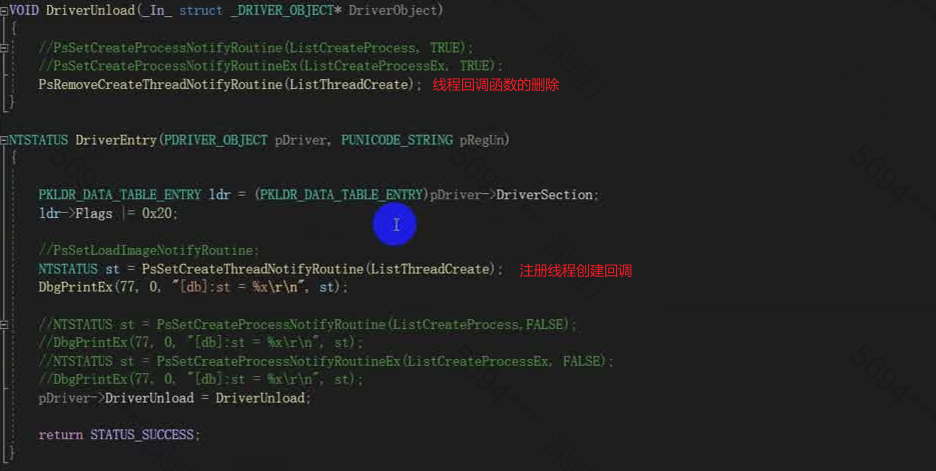 VOID DriverUnload(_In_ struct _DRIVER_OBJECT* DriverObject)
{
//PsSetCreateProcessNotifyRoutine(ListCreateProcess, TRUE);
//PsSetCreateProcessNotifyRoutineEx(ListCreateProcessEx, TRUE);
PsRemoveCreateThreadNotifyRoutine(ListThreadCreate); 线程回调函数的删除
}
NTSTATUS DriverEntry(PDRIVER_OBJECT pDriver, PUNICODE_STRING pRegUn)
{
PKLDR_DATA_TABLE_ENTRY ldr = (PKLDR_DATA_TABLE_ENTRY)pDriver->DriverSection;
ldr->Flags |= 0x20;
//PsSetLoadImageNotifyRoutine;
NTSTATUS st = PsSetCreateThreadNotifyRoutine(ListThreadCreate); 注册线程创建回调
DbgPrintEx(77, 0, "[db]:st = %x\r\n", st);
//NTSTATUS st = PsSetCreateProcessNotifyRoutine(ListCreateProcess,FALSE);
//DbgPrintEx(77, 0, "[db]:st = %x\r\n", st);
//NTSTATUS st = PsSetCreateProcessNotifyRoutineEx(ListCreateProcessEx, FALSE);
//DbgPrintEx(77, 0, "[db]:st = %x\r\n", st);
pDriver->DriverUnload = DriverUnload;
return STATUS_SUCCESS;
}